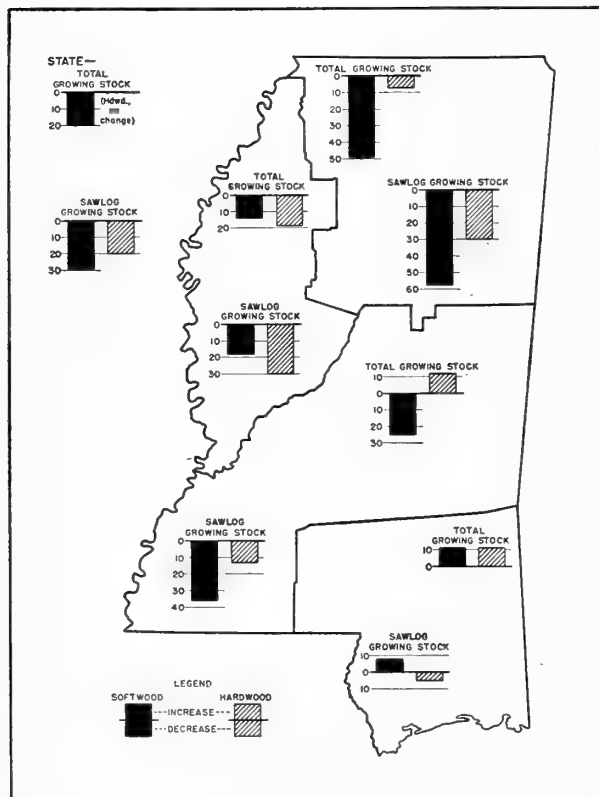 STATE—
TOTAL
GROWING STOCK
0
10
20
(Hdwd.,
change)
SAWLOG
GROWING STOCK
0
10
20
30
TOTAL GROWING STOCK
0
10
20
30
40
50
SAWLOG GROWING STOCK
0
10
20
30
40
50
60
TOTAL
GROWING STOCK
0
10
20
SAWLOG
GROWING STOCK
0
10
20
30
TOTAL GROWING STOCK
10
0
10
20
30
SAWLOG
GROWING STOCK
0
10
20
30
40
TOTAL
GROWING STOCK
10
0
SAWLOG
GROWING STOCK
10
0
10
LEGEND
SOFTWOOD HARDWOOD
---INCREASE---
---DECREASE---